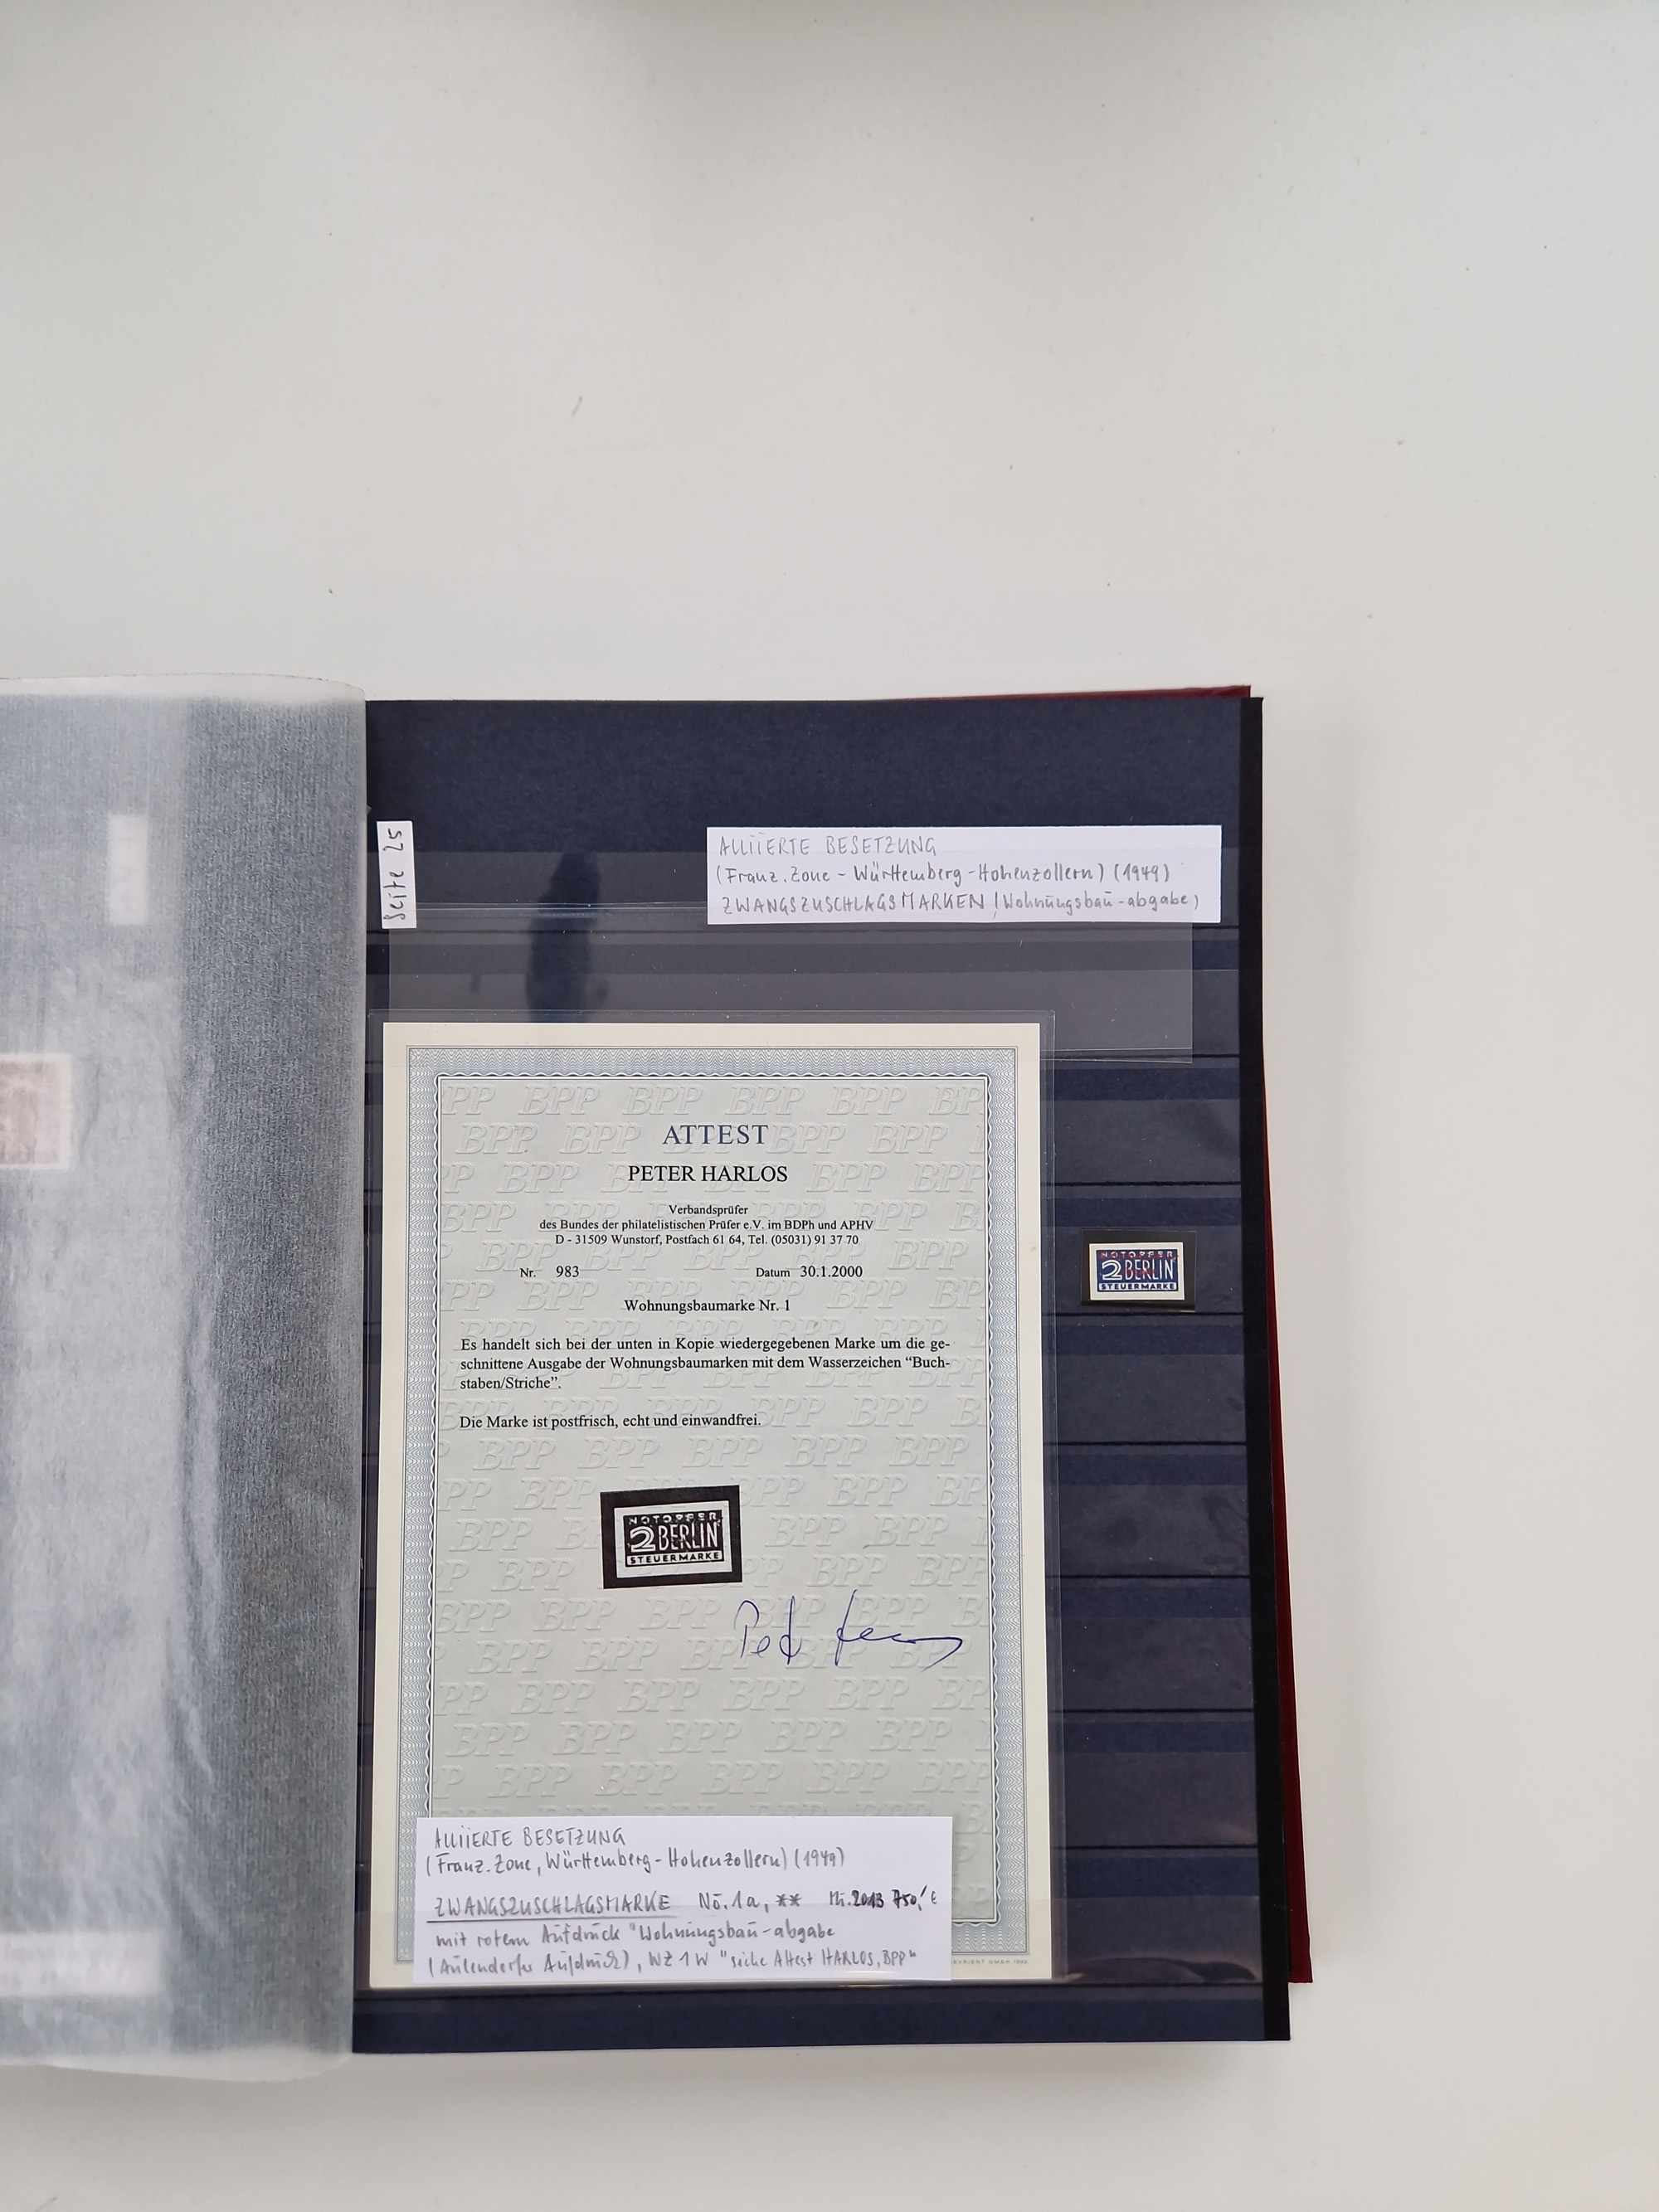 Seite 25
AlliiERTE BESETZUNG
(Franz. Zone - Württemberg-Hohenzollern) (1949)
ZWANGSZUSCHLAGSMARKEN (Wohnungsbau-abgabe)
ATTEST
PETER HARLOS
Verbandsprüfer
des Bundes der philatelistischen Prüfer e.V. im BDPh und APHV
D - 31509 Wunstorf, Postfach 61 64, Tel. (05031) 91 37 70
Nr. 983 Datum 30.1.2000
Wohnungsbaumarke Nr. 1
Es handelt sich bei der unten in Kopie wiedergegebenen Marke um die ge-
schnittene Ausgabe der Wohnungsbaumarken mit dem Wasserzeichen “Buch-
staben/Striche”.
Die Marke ist postfrisch, echt und einwandfrei.
NOTOPFER
2 BERLIN
STEUERMARKE
NOTOPFER
2 BERLIN
STEUERMARKE
AlliiERTE BESETZUNG
(Franz. Zone, Württemberg-Hohenzollern) (1949)
ZWANGSZUSCHLAGSMARKE No. 1a, ** Mi. 2013 750,- €
mit rotem Aufdruck "Wohnungsbau-abgabe
(Aulendorfer Aufdruck), WZ 1 W "siehe Attest HARLOS, BPP"